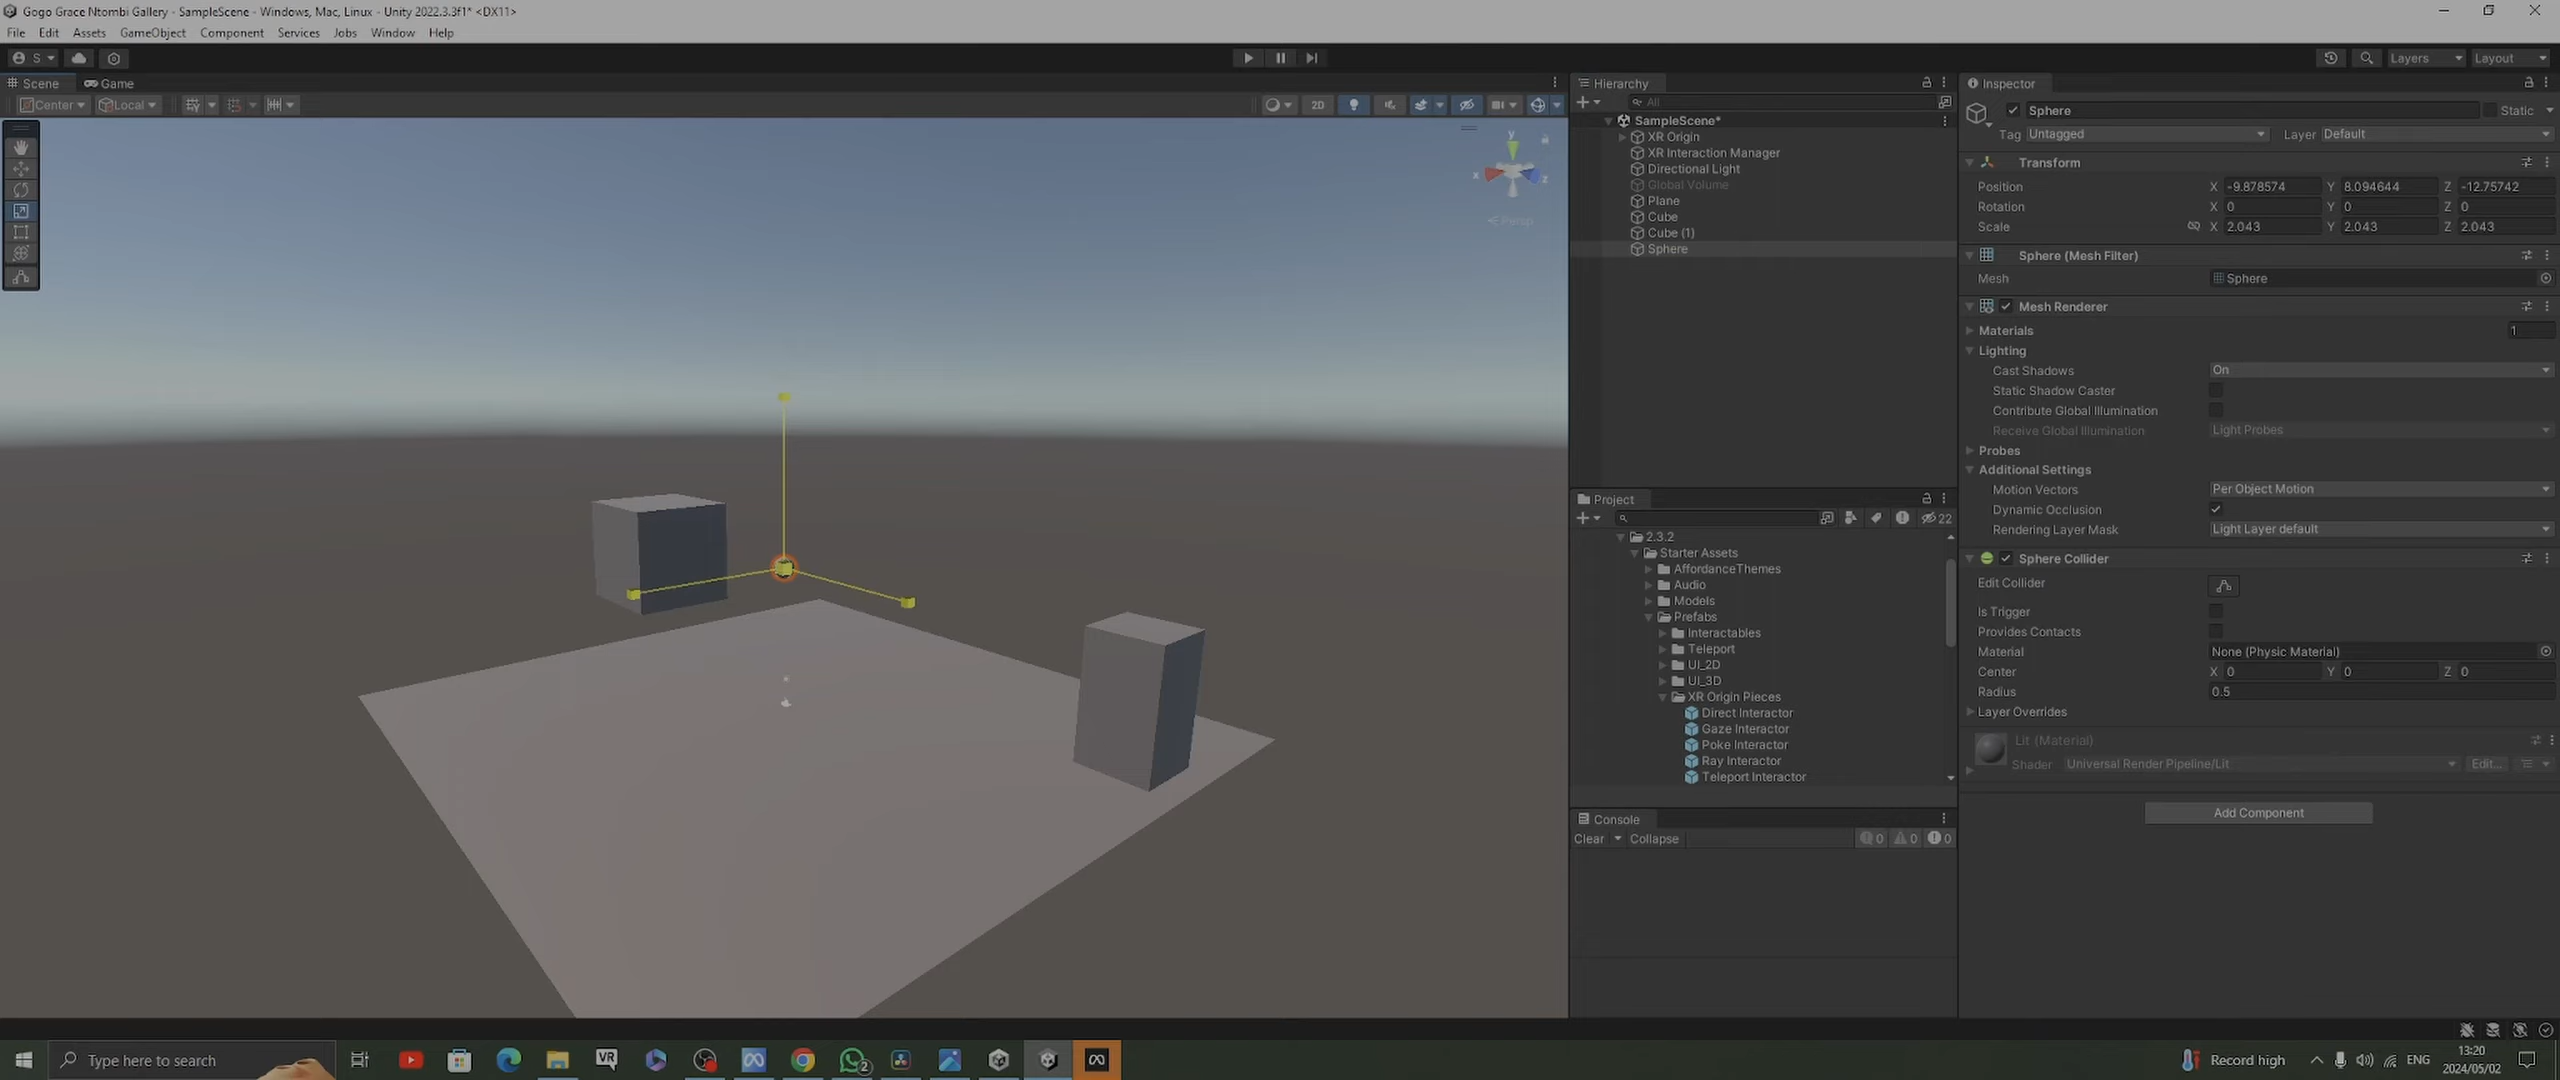 Gogo Grace Ntombi Gallery - SampleScene - Windows, Mac, Linux - Unity 2022.3.3f1* <DX11>
File Edit Assets GameObject Component Services Jobs Window Help
S Layers Layout
Scene Game
Center Local 2D
y
x z
Persp
Hierarchy
All
SampleScene*
XR Origin
XR Interaction Manager
Directional Light
Global Volume
Plane
Cube
Cube (1)
Sphere
Project
22
2.3.2
Starter Assets
AffordanceThemes
Audio
Models
Prefabs
Interactables
Teleport
UI_2D
UI_3D
XR Origin Pieces
Direct Interactor
Gaze Interactor
Poke Interactor
Ray Interactor
Teleport Interactor
Console
Clear Collapse 0 0 0
Inspector
Sphere Static
Tag Untagged Layer Default
Transform
Position X -9.878574 Y 8.094644 Z -12.75742
Rotation X 0 Y 0 Z 0
Scale X 2.043 Y 2.043 Z 2.043
Sphere (Mesh Filter)
Mesh Sphere
Mesh Renderer
Materials 1
Lighting
Cast Shadows On
Static Shadow Caster
Contribute Global Illumination
Receive Global Illumination Light Probes
Probes
Additional Settings
Motion Vectors Per Object Motion
Dynamic Occlusion
Rendering Layer Mask Light Layer default
Sphere Collider
Edit Collider
Is Trigger
Provides Contacts
Material None (Physic Material)
Center X 0 Y 0 Z 0
Radius 0.5
Layer Overrides
Lit (Material)
Shader Universal Render Pipeline/Lit Edit...
Add Component
Type here to search
VR
2
Record high
ENG
13:20
2024/05/02